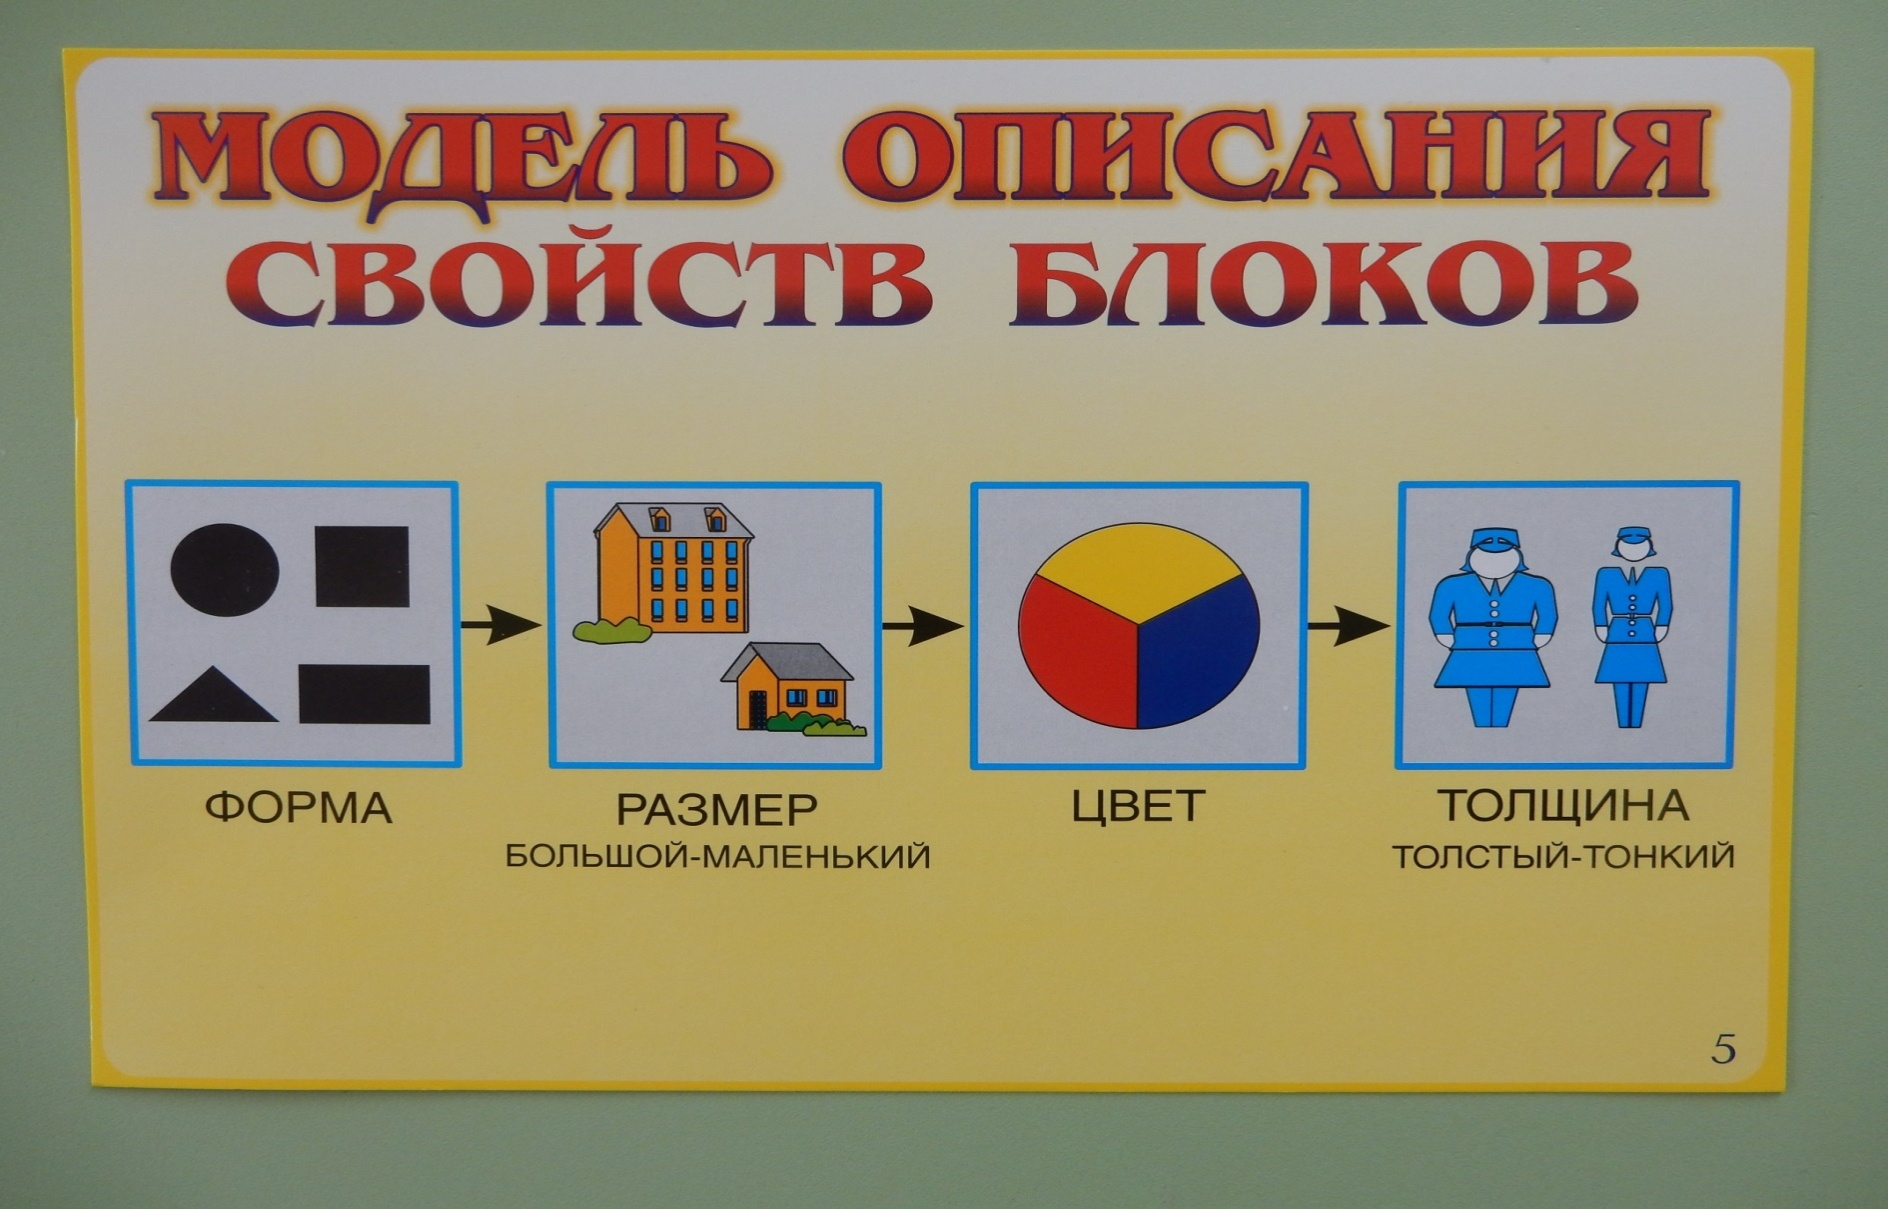 МОДЕЛЬ ОПИСАНИЯ
СВОЙСТВ БЛОКОВ
ФОРМА
РАЗМЕР
БОЛЬШОЙ-МАЛЕНЬКИЙ
ЦВЕТ
ТОЛЩИНА
ТОЛСТЫЙ-ТОНКИЙ
5